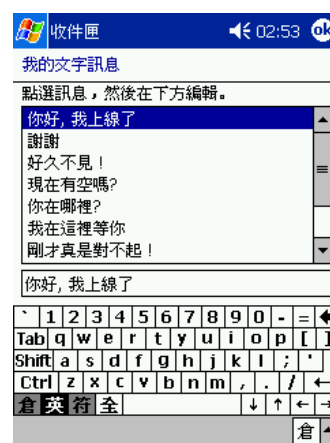 收件匣 02:53 ok
我的文字訊息
點選訊息，然後在下方編輯。
你好, 我上線了
謝謝
好久不見！
現在有空嗎?
你在哪裡?
我在這裡等你
剛才真是對不起！
你好, 我上線了
` 1 2 3 4 5 6 7 8 9 0 - =
Tab q w e r t y u i o p [ ]
Shift a s d f g h j k l ; '
Ctrl z x c v b n m , . / ←
倉 英 符 全 ↓ ↑ ← →
倉